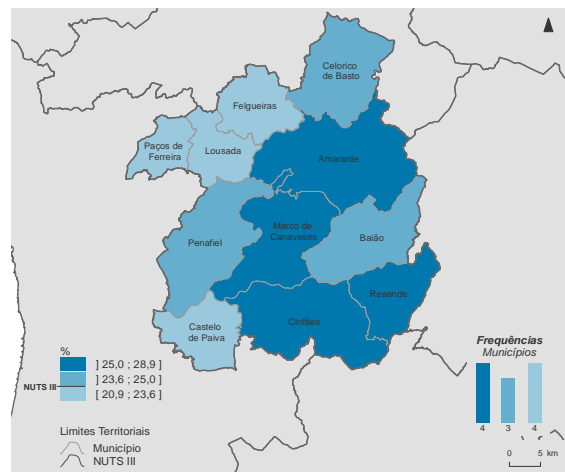 Celorico
de Basto
Felgueiras
Paços de
Ferreira
Lousada
Amarante
Marco de
Canaveses
Penafiel
Baião
Resende
Castelo
de Paiva
Cinfães
%
] 25,0 ; 28,9 ]
] 23,6 ; 25,0 ]
NUTS III
[ 20,9 ; 23,6 ]
Limites Territoriais
Município
NUTS III
Frequências
Municípios
4 3 4
0 5 km